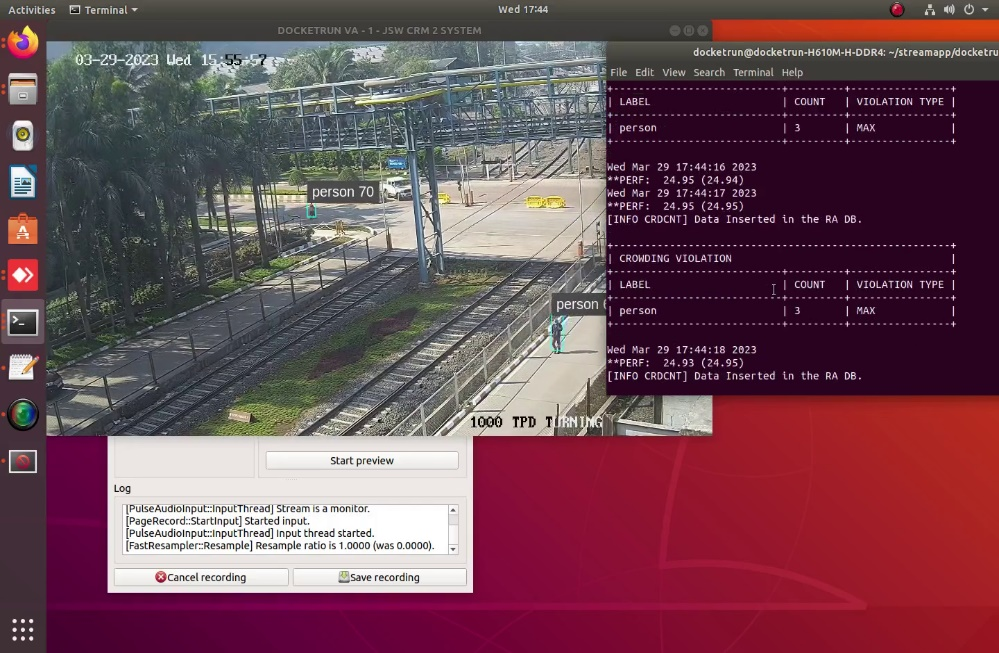 Activities
Terminal
Wed 17:44
DOCKETRUN VA - 1 - JSW CRM 2 SYSTEM
03-29-2023 Wed 15:55:57
person 70
person
1000 TPD TURNING
docketrun@docketrun-H610M-H-DDR4: ~/streamapp/docketru
File Edit View Search Terminal Help
| LABEL | COUNT | VIOLATION TYPE |
| person | 3 | MAX |
Wed Mar 29 17:44:16 2023
**PERF: 24.95 (24.94)
Wed Mar 29 17:44:17 2023
**PERF: 24.95 (24.95)
[INFO CRDCNT] Data Inserted in the RA DB.
| CROWDING VIOLATION |
| LABEL | COUNT | VIOLATION TYPE |
| person | 3 | MAX |
Wed Mar 29 17:44:18 2023
**PERF: 24.93 (24.95)
[INFO CRDCNT] Data Inserted in the RA DB.
Start preview
Log
[PulseAudioInput::InputThread] Stream is a monitor.
[PageRecord::StartInput] Started input.
[PulseAudioInput::InputThread] Input thread started.
[FastResampler::Resample] Resample ratio is 1.0000 (was 0.0000).
Cancel recording
Save recording